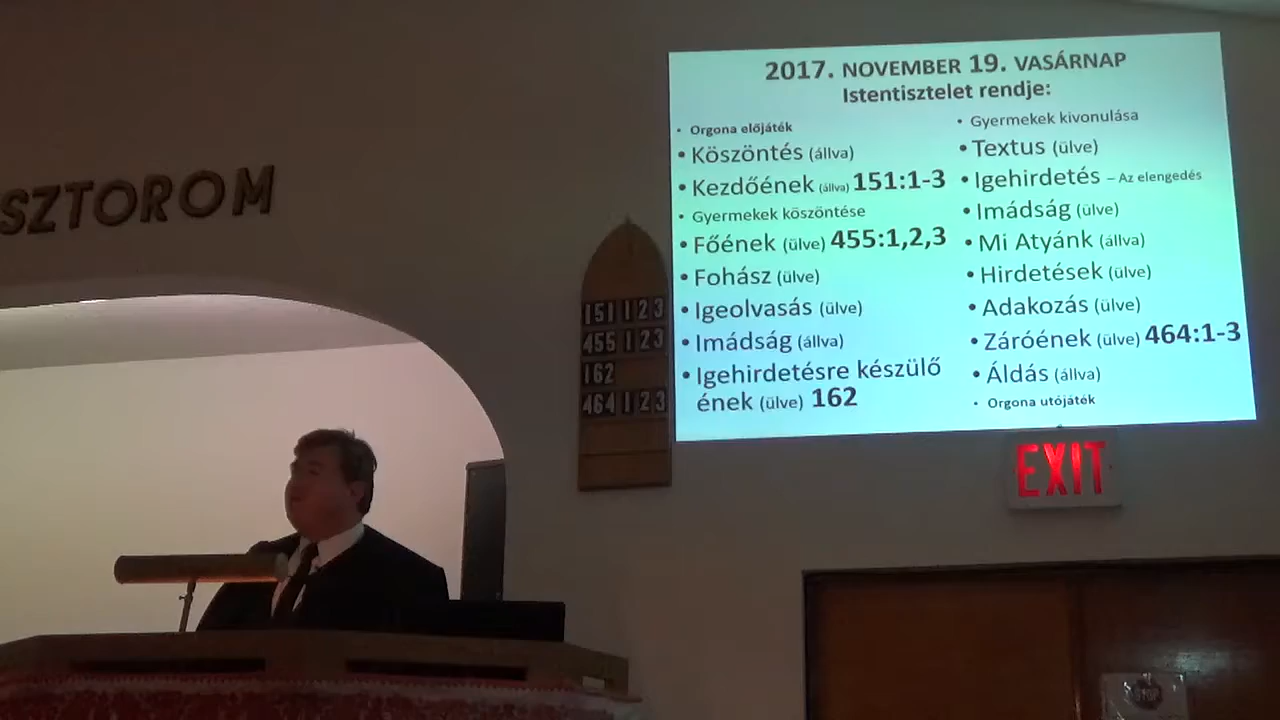 SZTOROM
151 1 2 3
455 1 2 3
162
464 1 2 3
2017. NOVEMBER 19. VASÁRNAP
Istentisztelet rendje:
• Orgona előjáték
• Köszöntés (állva)
• Kezdőének (állva) 151:1-3
• Gyermekek köszöntése
• Főének (ülve) 455:1,2,3
• Fohász (ülve)
• Igeolvasás (ülve)
• Imádság (állva)
• Igehirdetésre készülő
ének (ülve) 162
• Gyermekek kivonulása
• Textus (ülve)
• Igehirdetés – Az elengedés
• Imádság (ülve)
• Mi Atyánk (állva)
• Hirdetések (ülve)
• Adakozás (ülve)
• Záróének (ülve) 464:1-3
• Áldás (állva)
• Orgona utójáték
EXIT
STOP